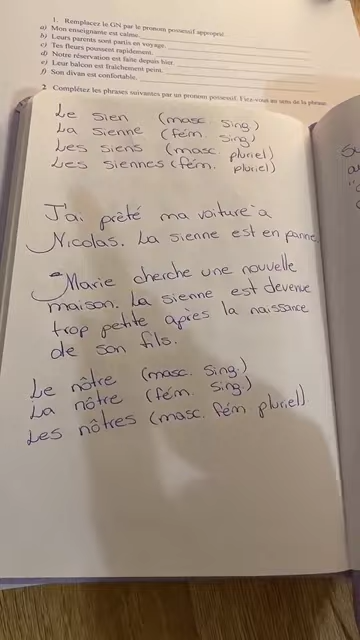 1. Remplacez le GN par le pronom possessif approprié.
a) Mon enseignante est calme.
b) Leurs parents sont partis en voyage.
c) Tes fleurs poussent rapidement.
d) Notre réservation est faite depuis hier.
e) Leur balcon est fraîchement peint.
f) Son divan est confortable.
2 Complétez les phrases suivantes par un pronom possessif. Fiez-vous au sens de la phrase.
Le sien (masc. sing.)
La sienne (fém. sing)
Les siens (masc. pluriel)
Les siennes (fém. pluriel)
J'ai prêté ma voiture à
Nicolas. La sienne est en panne
Marie cherche une nouvelle
maison. La sienne est devenue
trop petite après la naissance
de son fils.
Le nôtre (masc. sing.)
La nôtre (fém. sing.)
Les nôtres (masc. fém pluriel)